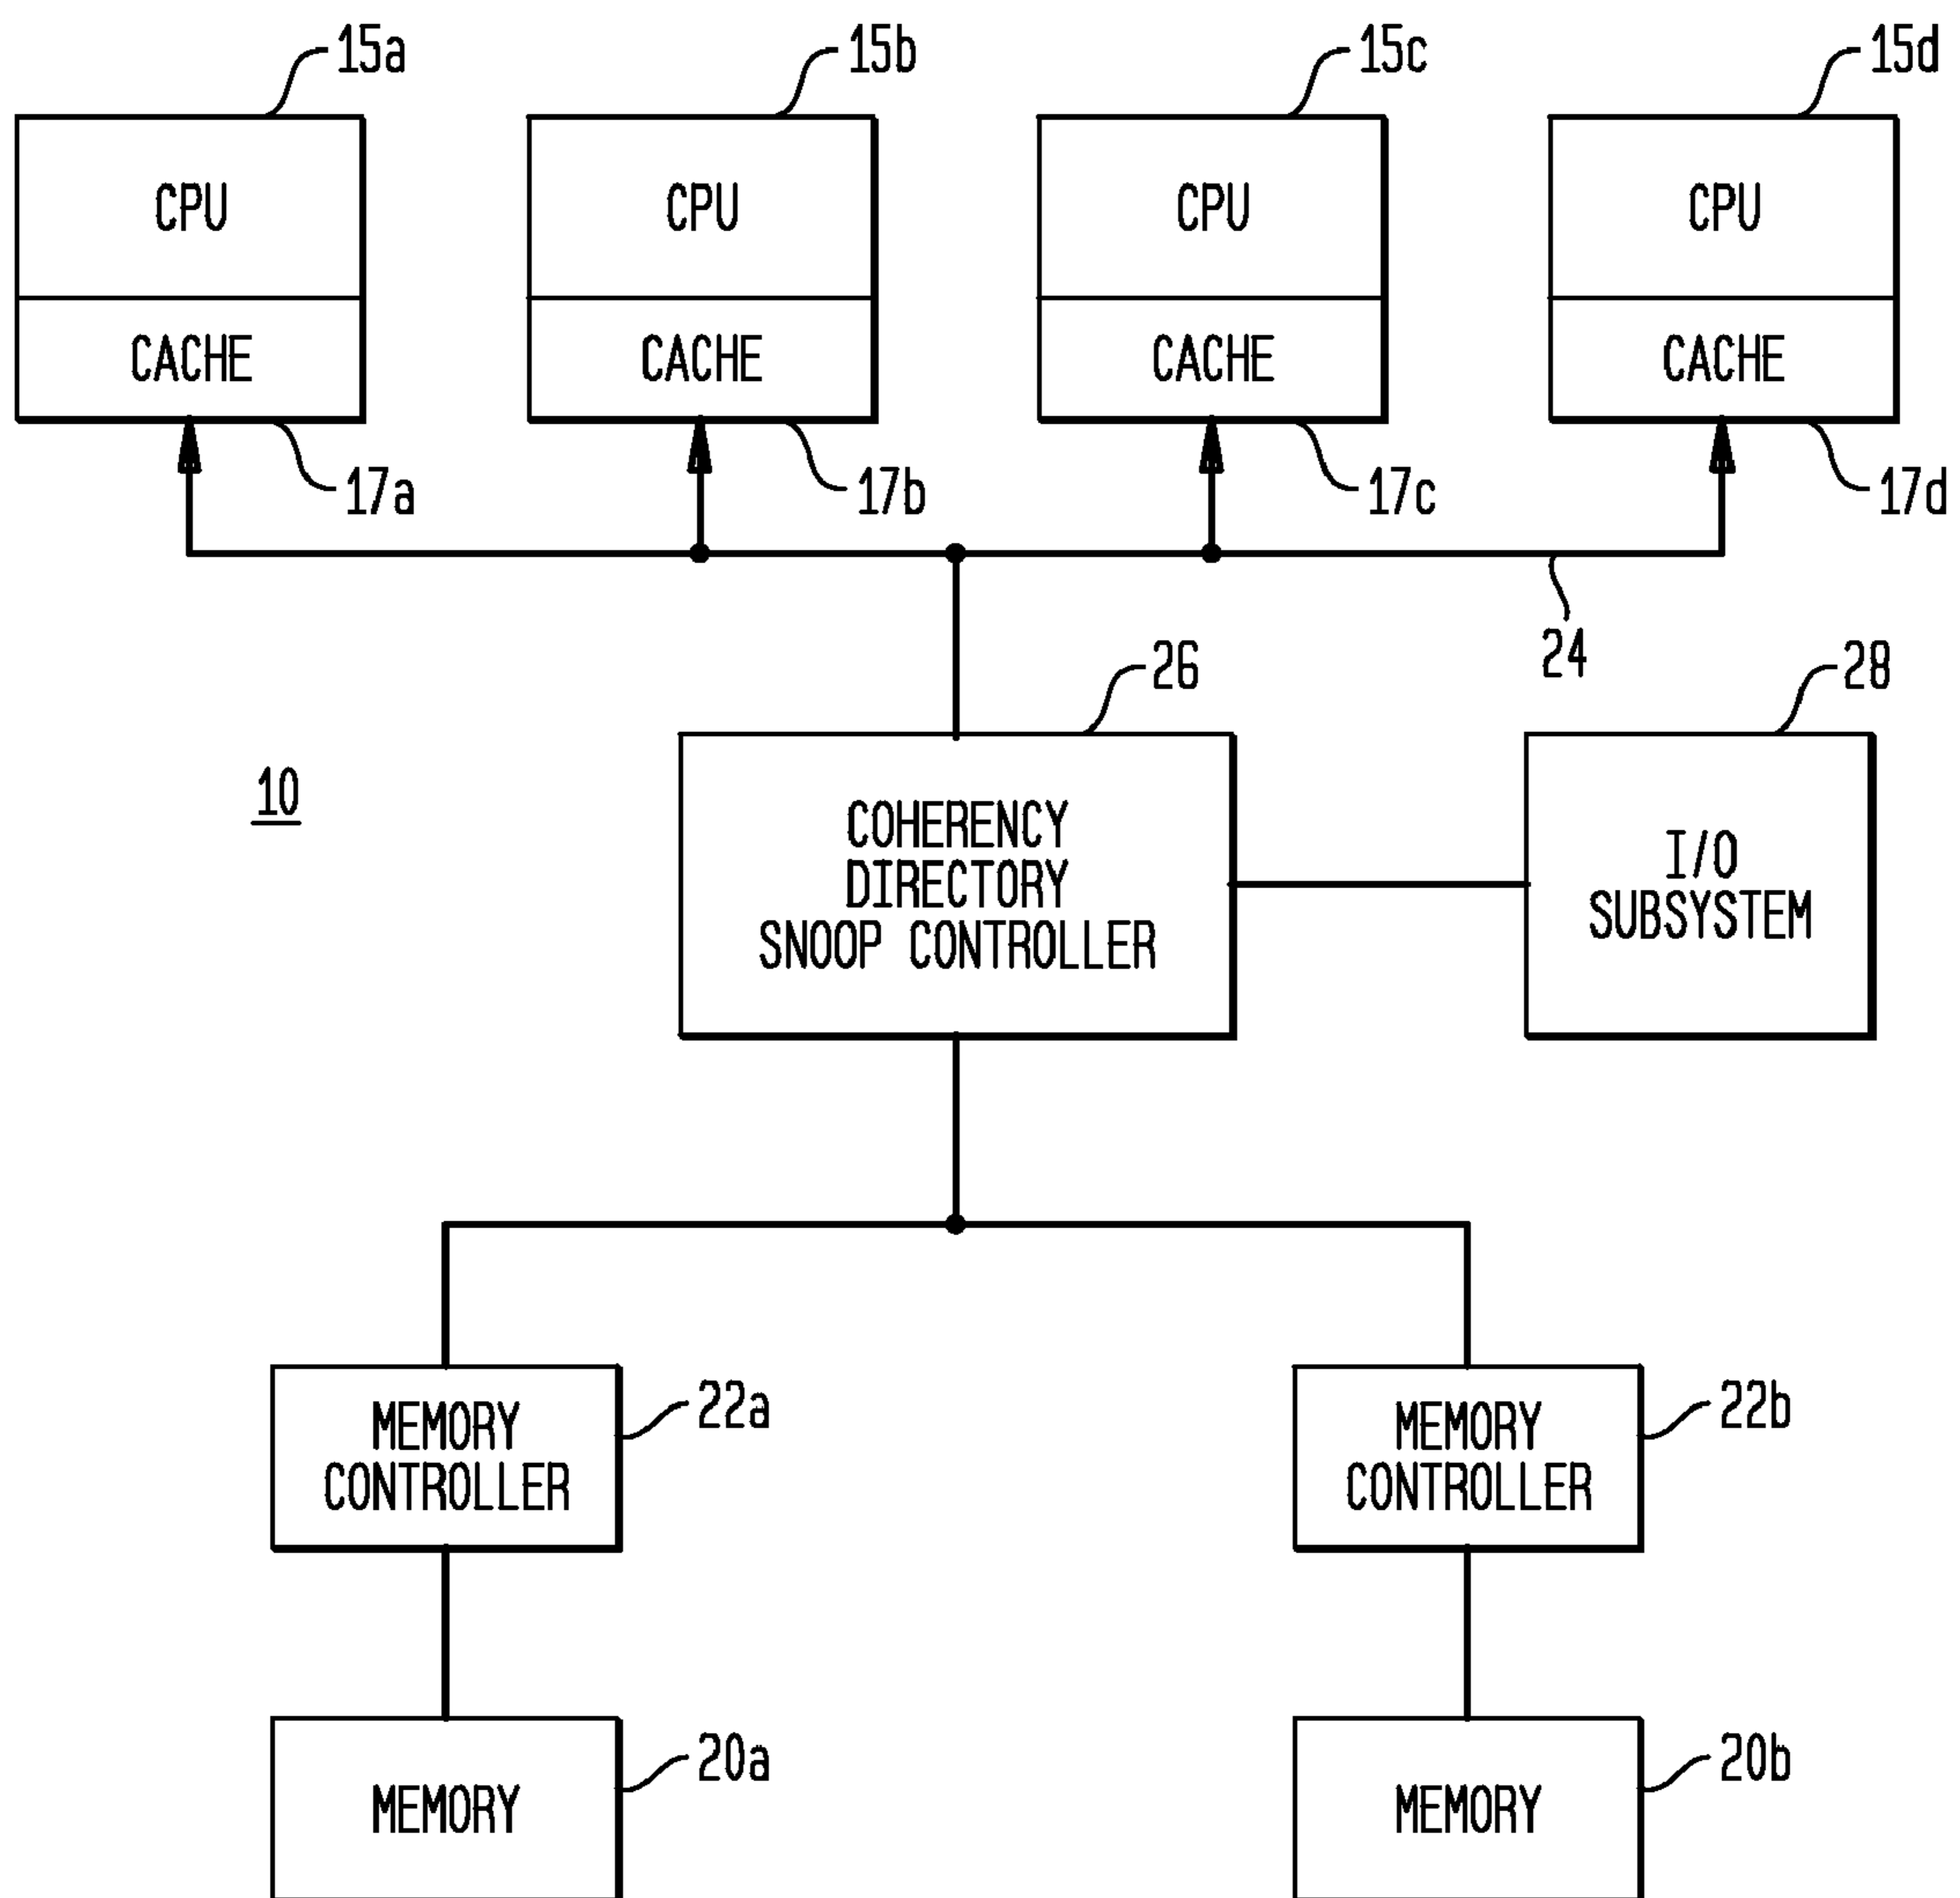 15a
15b
15c
15d
CPU
CPU
CPU
CPU
CACHE
CACHE
CACHE
CACHE
17a
17b
17c
17d
24
26
28
10
COHERENCY
DIRECTORY
SNOOP CONTROLLER
I/O
SUBSYSTEM
MEMORY
CONTROLLER
22a
MEMORY
CONTROLLER
22b
MEMORY
20a
MEMORY
20b